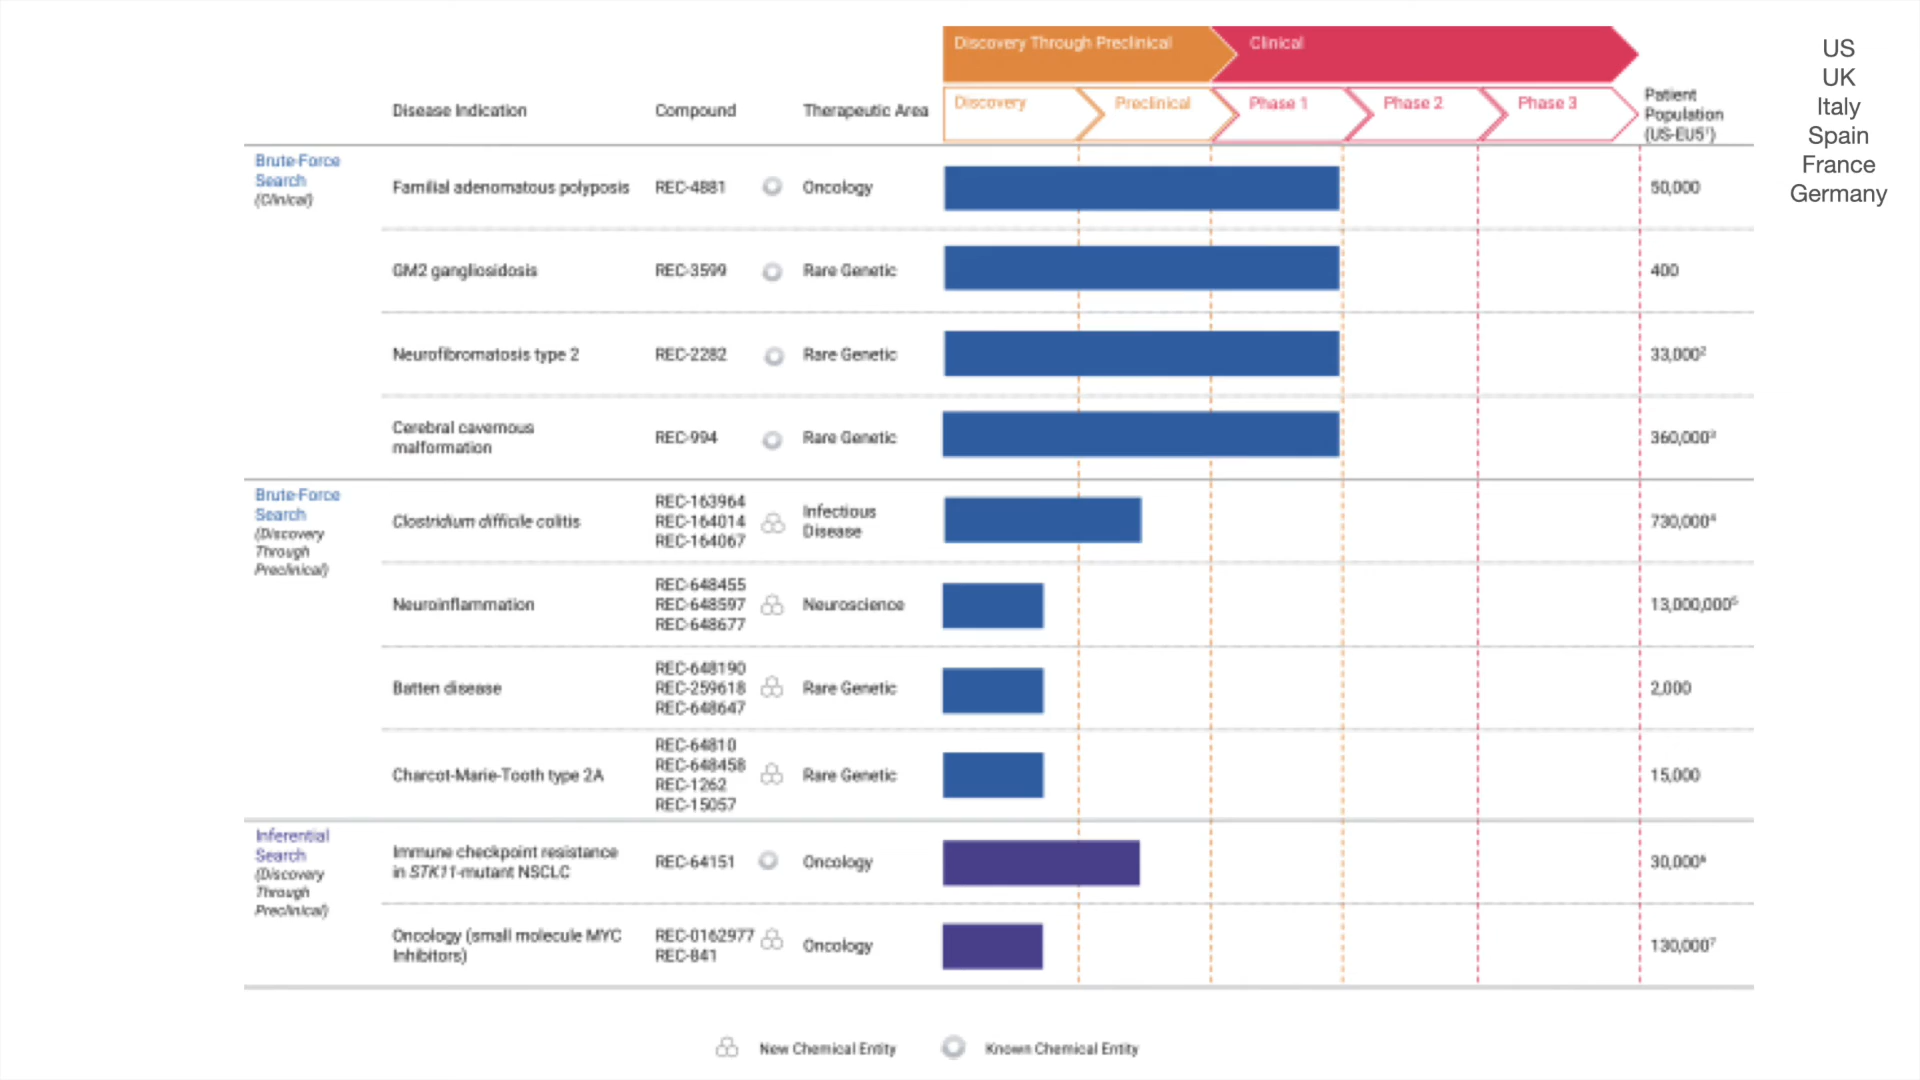 Discovery Through Preclinical
Clinical
US
UK
Italy
Spain
France
Germany
Disease Indication
Compound
Therapeutic Area
Discovery
Preclinical
Phase 1
Phase 2
Phase 3
Patient
Population
(US-EU5¹)
Brute-Force
Search
(Clinical)
Familial adenomatous polyposis
REC-4881
Oncology
50,000
GM2 gangliosidosis
REC-3599
Rare Genetic
400
Neurofibromatosis type 2
REC-2282
Rare Genetic
33,000²
Cerebral cavernous
malformation
REC-994
Rare Genetic
360,000³
Brute-Force
Search
(Discovery
Through
Preclinical)
Clostridium difficile colitis
REC-163964
REC-164014
REC-164067
Infectious
Disease
730,000⁴
Neuroinflammation
REC-648455
REC-648597
REC-648677
Neuroscience
13,000,000⁵
Batten disease
REC-648190
REC-259618
REC-648647
Rare Genetic
2,000
Charcot-Marie-Tooth type 2A
REC-64810
REC-648458
REC-1262
REC-15057
Rare Genetic
15,000
Inferential
Search
(Discovery
Through
Preclinical)
Immune checkpoint resistance
in STK11-mutant NSCLC
REC-64151
Oncology
30,000⁶
Oncology (small molecule MYC
Inhibitors)
REC-0162977
REC-841
Oncology
130,000⁷
New Chemical Entity
Known Chemical Entity